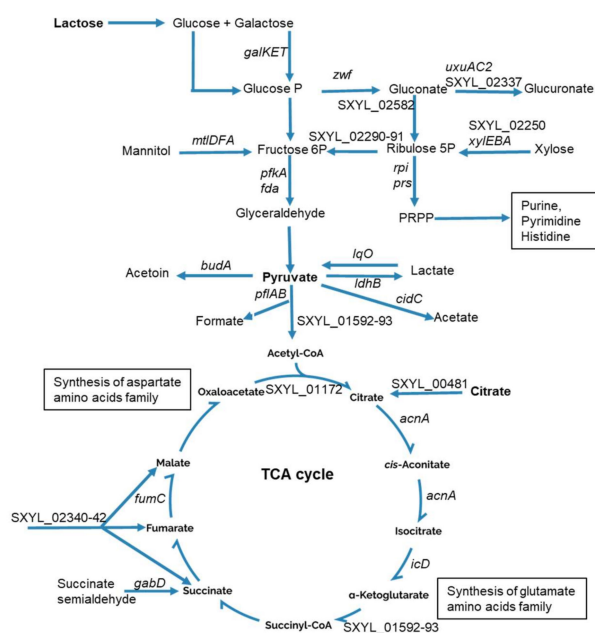 Lactose
Glucose + Galactose
galKET
Glucose P
zwf
SXYL_02582
Gluconate
uxuAC2
SXYL_02337
Glucuronate
Mannitol
mtlDFA
Fructose 6P
SXYL_02290-91
Ribulose 5P
SXYL_02250
xylEBA
Xylose
pfkA
fda
rpi
prs
Glyceraldehyde
PRPP
Purine,
Pyrimidine
Histidine
Acetoin
budA
Pyruvate
lqO
ldhB
Lactate
pflAB
cidC
Formate
SXYL_01592-93
Acetate
Acetyl-CoA
Synthesis of aspartate
amino acids family
Oxaloacetate
SXYL_01172
Citrate
SXYL_00481
Citrate
acnA
Malate
TCA cycle
cis-Aconitate
fumC
acnA
SXYL_02340-42
Fumarate
Isocitrate
icD
Succinate
semialdehyde
gabD
Succinate
α-Ketoglutarate
Synthesis of glutamate
amino acids family
Succinyl-CoA
SXYL_01592-93